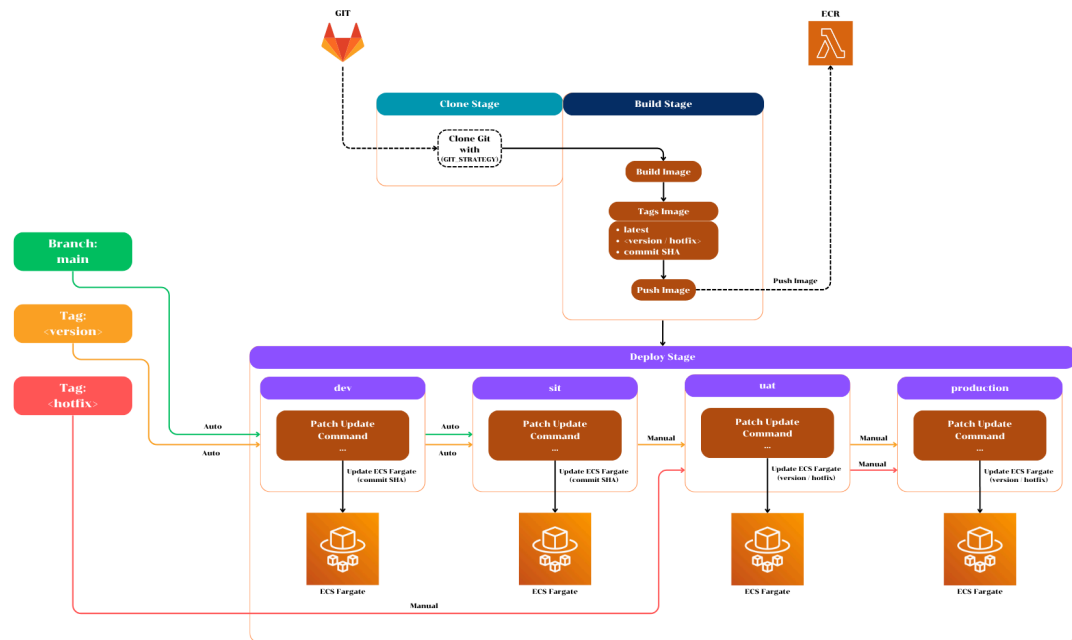 GIT
ECR
Clone Stage
Build Stage
Clone Git
with
(GIT_STRATEGY)
Build Image
Tags Image
• latest
• <version / hotfix>
• commit SHA
Push Image
Push Image
Branch:
main
Tag:
<version>
Tag:
<hotfix>
Deploy Stage
dev
sit
uat
production
Auto
Auto
Patch Update
Command
...
Auto
Auto
Patch Update
Command
...
Manual
Patch Update
Command
...
Manual
Manual
Patch Update
Command
...
Update ECS Fargate
(commit SHA)
Update ECS Fargate
(commit SHA)
Update ECS Fargate
(version / hotfix)
Update ECS Fargate
(version / hotfix)
ECS Fargate
ECS Fargate
ECS Fargate
ECS Fargate
Manual